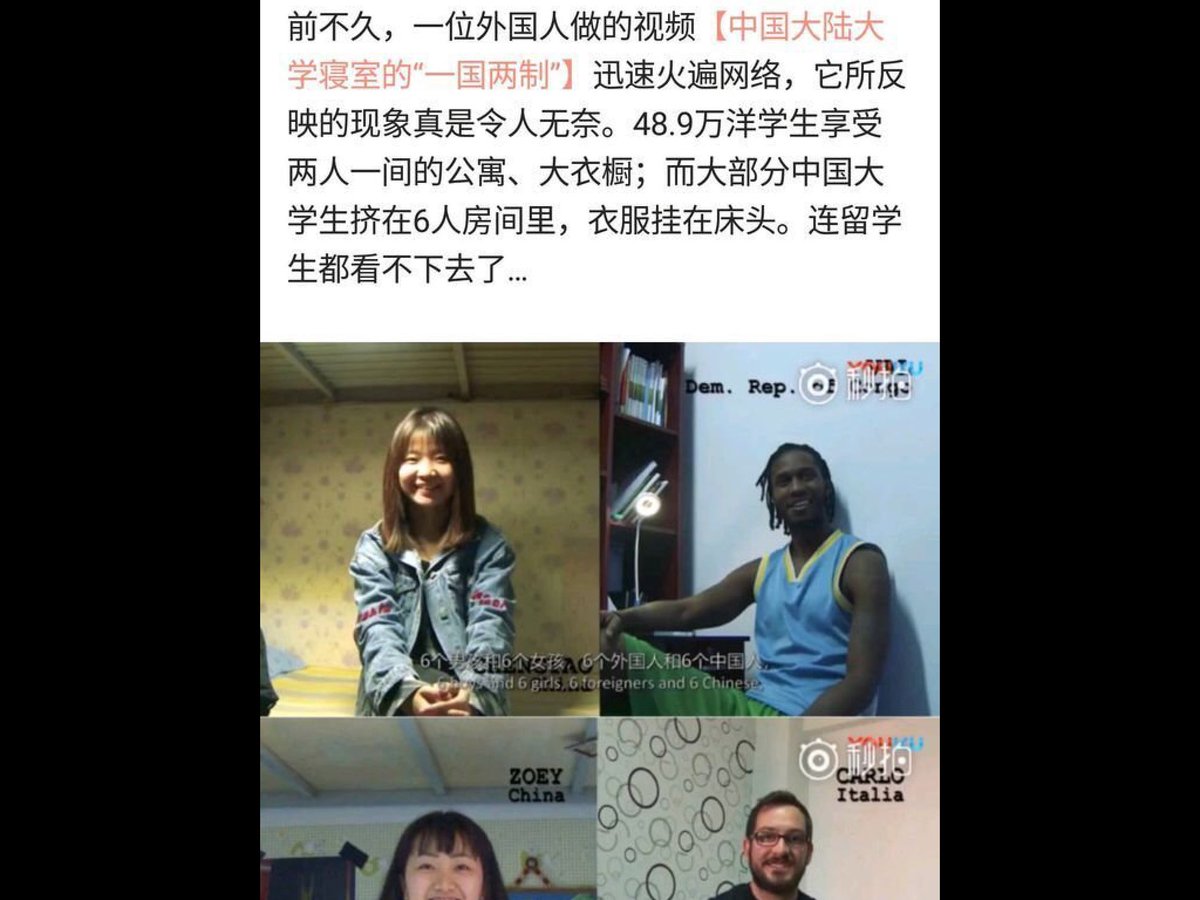 前不久，一位外国人做的视频【中国大陆大
学寝室的“一国两制”】迅速火遍网络，它所反
映的现象真是令人无奈。48.9万洋学生享受
两人一间的公寓、大衣橱；而大部分中国大
学生挤在6人房间里，衣服挂在床头。连留学
生都看不下去了...
YOUKU
秒拍
Dem. Rep. of Congo
6个男孩和6个女孩，6个外国人和6个中国人，
6 boys and 6 girls, 6 foreigners and 6 Chinese,
ZOEY
China
YOUKU
秒拍
CARLO
Italia